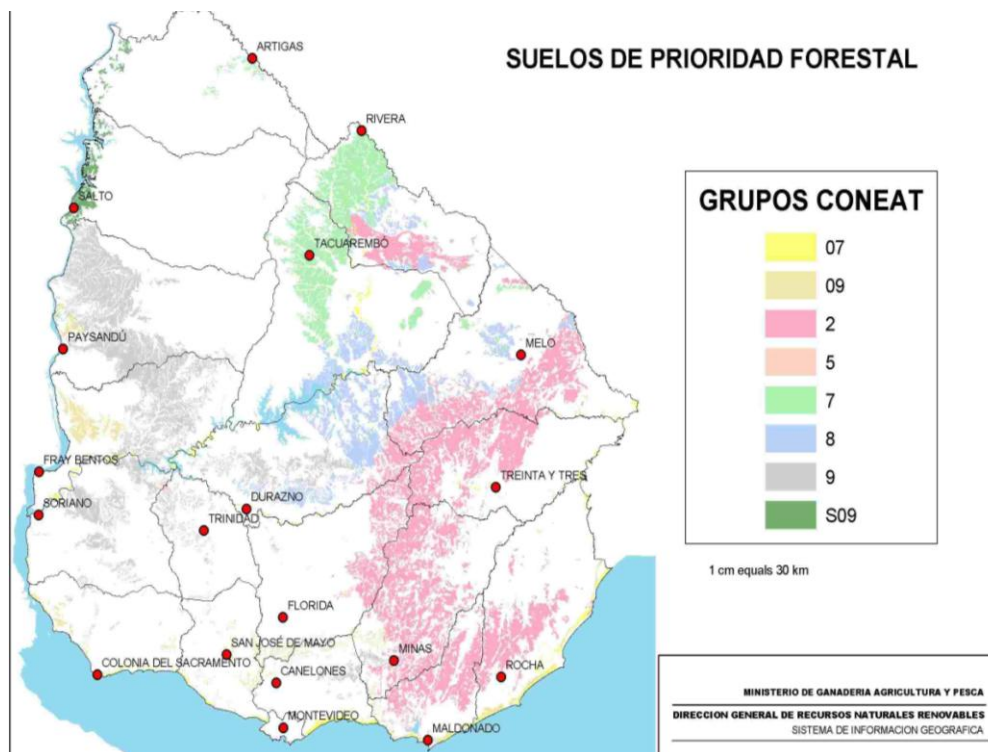 SUELOS DE PRIORIDAD FORESTAL
ARTIGAS
RIVERA
SALTO
TACUAREMBÓ
PAYSANDÚ
MELO
FRAY BENTOS
TREINTA Y TRES
SORIANO
DURAZNO
TRINIDAD
FLORIDA
SAN JOSÉ DE MAYO
MINAS
COLONIA DEL SACRAMENTO
CANELONES
ROCHA
MONTEVIDEO
MALDONADO
GRUPOS CONEAT
07
09
2
5
7
8
9
S09
1 cm equals 30 km
MINISTERIO DE GANADERIA AGRICULTURA Y PESCA
DIRECCION GENERAL DE RECURSOS NATURALES RENOVABLES
SISTEMA DE INFORMACION GEOGRAFICA